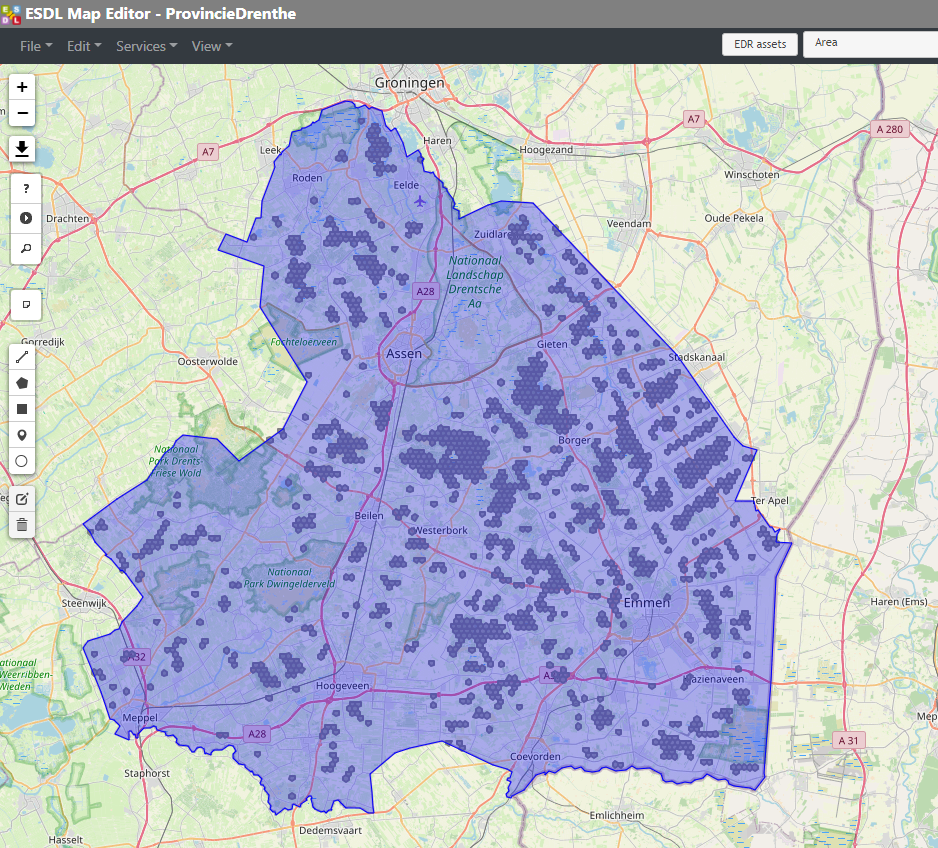 ESDL Map Editor - ProvincieDrenthe
File Edit Services View
EDR assets
Area
Groningen
A7
A 280
Haren
Hoogezand
Leek
A7
Winschoten
Roden
Eelde
Drachten
Oude Pekela
Veendam
Zuidlare
Nationaal
Landschap
Drentsche
Aa
A28
Gorredijk
Fochteloërveen
Gieten
Assen
Stadskanaal
Oosterwolde
Borger
Nationaal
Park Drents-
Friese Wold
Ter Apel
Beilen
Westerbork
Nationaal
Park Dwingelderveld
Steenwijk
Emmen
Haren (Ems)
A32
Nationaal
Weerribben-
Wieden
Hoogeveen
Klazienaveen
Meppel
Mep
A28
A 31
Coevorden
Staphorst
Emlichheim
Dedemsvaart
Hasselt